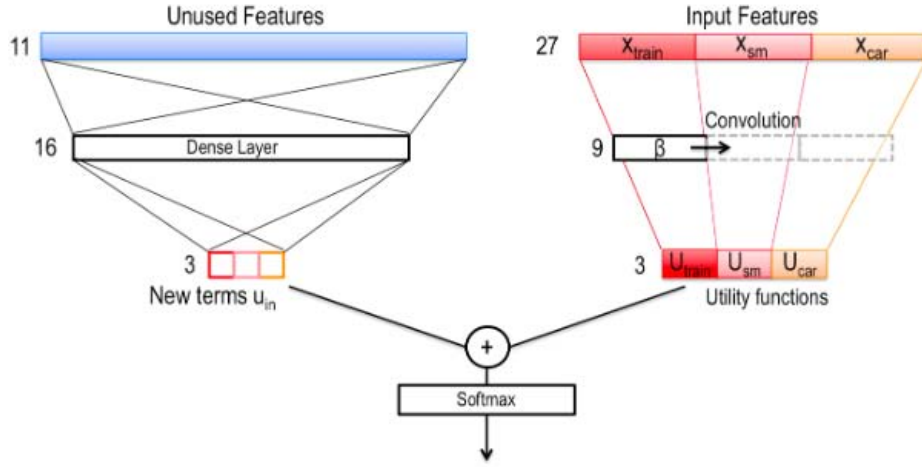 Unused Features
Input Features
11
27
x_train
x_sm
x_car
Convolution
16
Dense Layer
9
β
3
3
U_train
U_sm
U_car
New terms u_in
Utility functions
+
Softmax